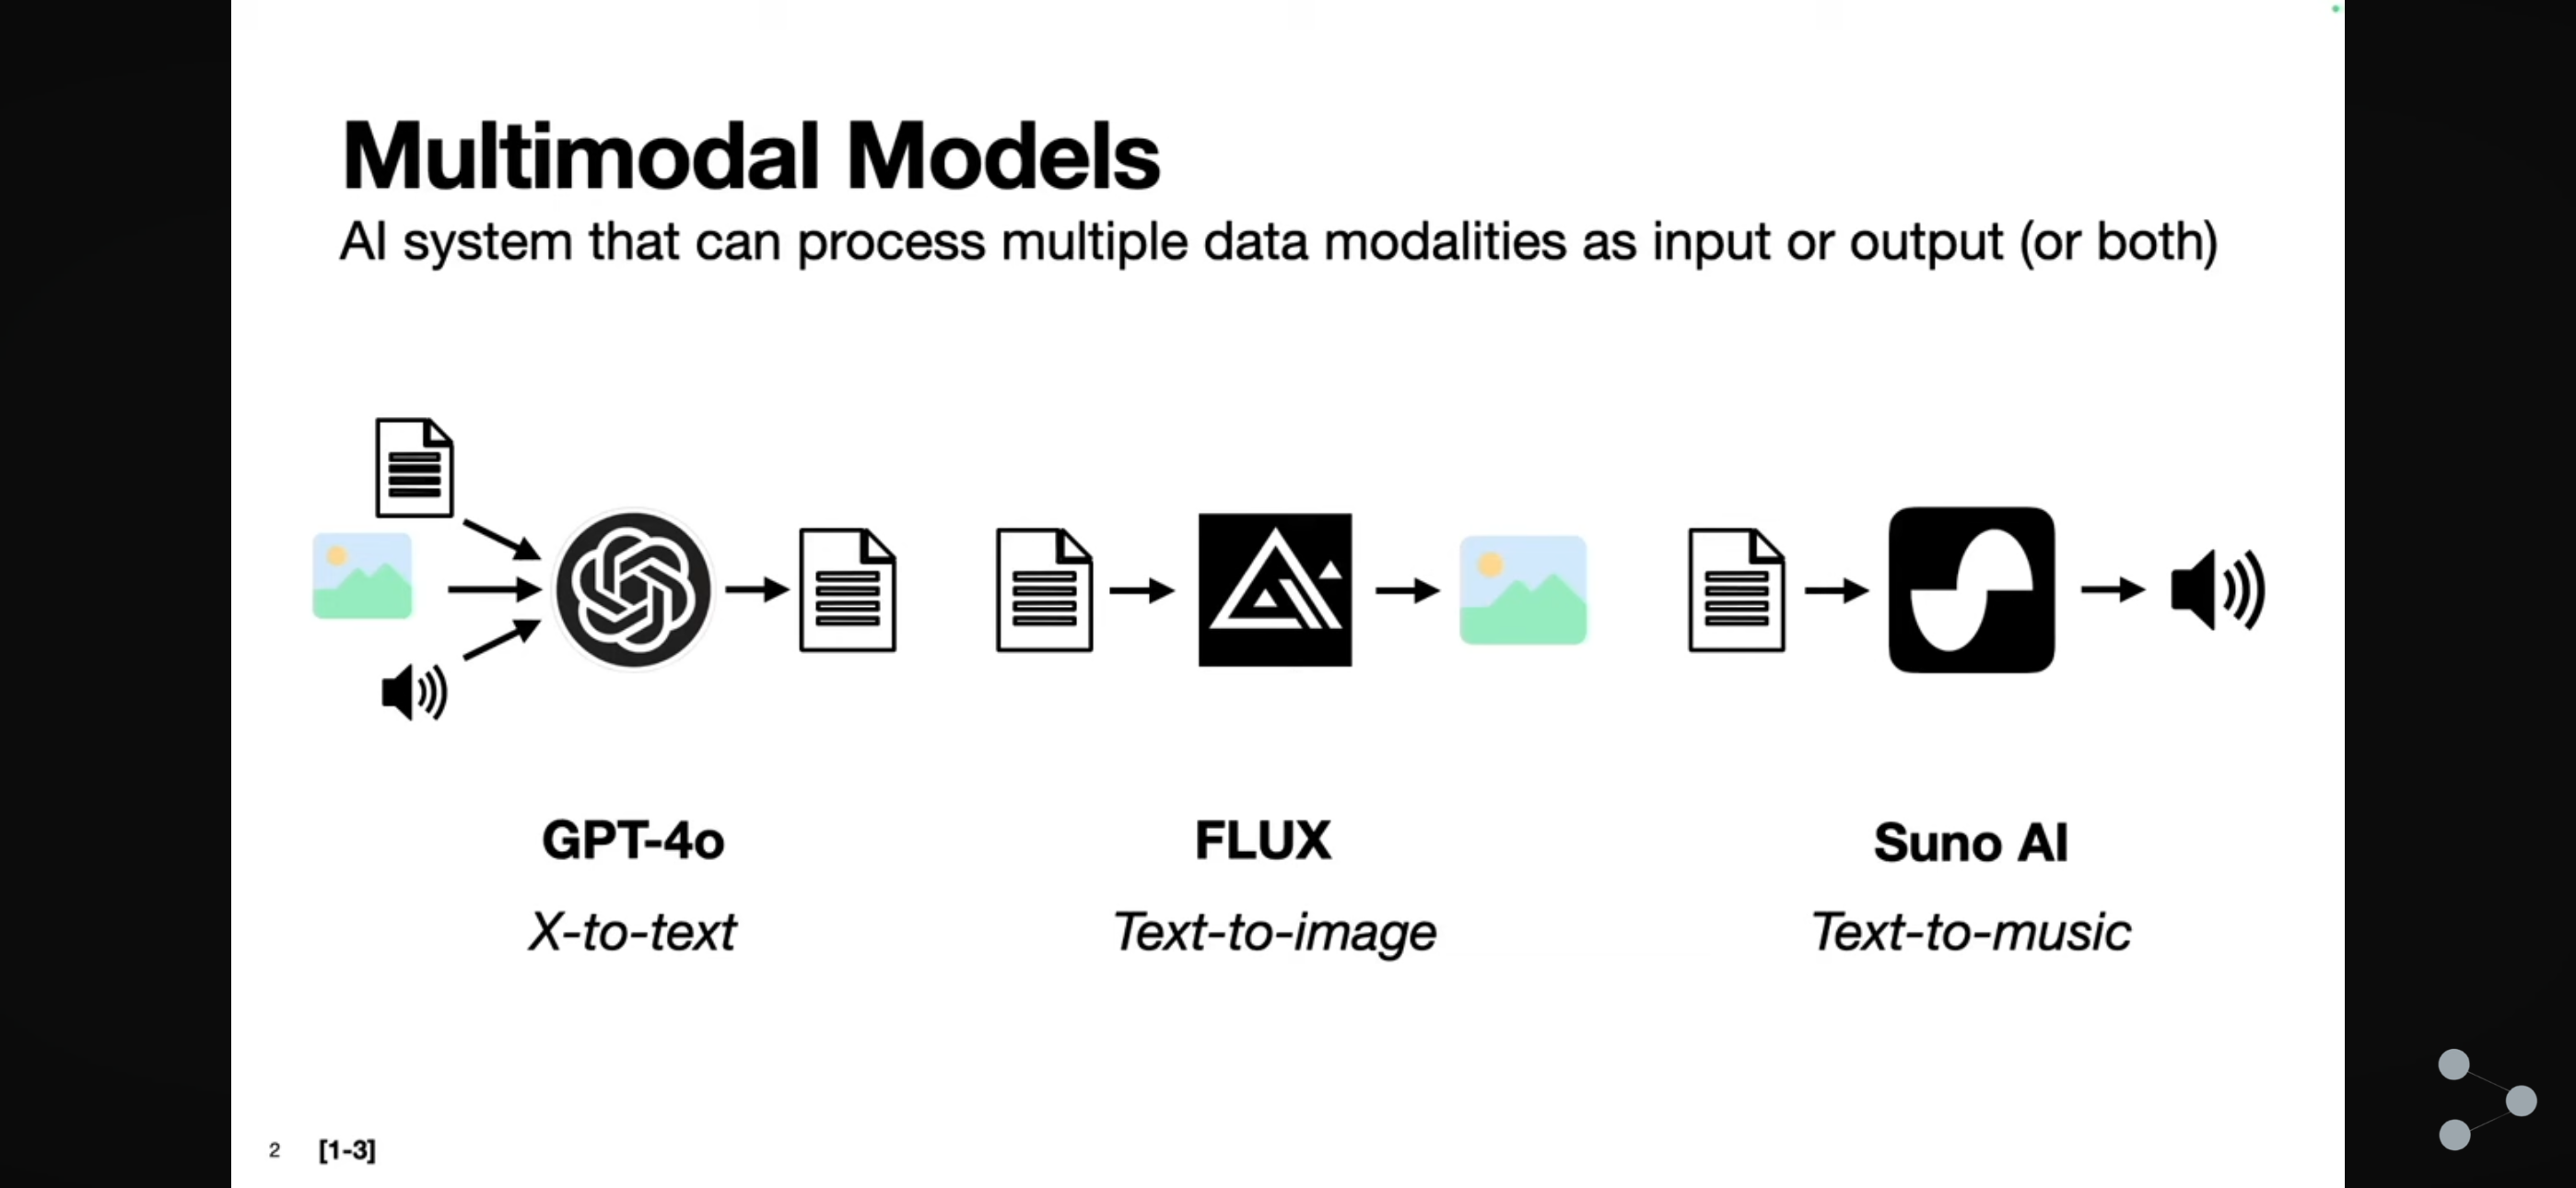 Multimodal Models
AI system that can process multiple data modalities as input or output (or both)
GPT-4o
X-to-text
FLUX
Text-to-image
Suno AI
Text-to-music
2 [1-3]